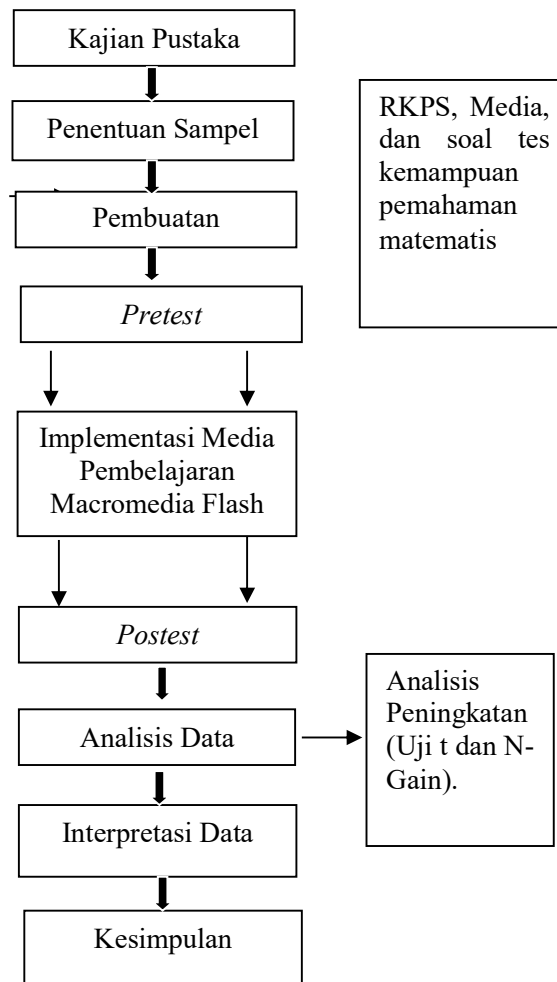 Kajian Pustaka
Penentuan Sampel
Pembuatan
RKPS, Media,
dan soal tes
kemampuan
pemahaman
matematis
Pretest
Implementasi Media
Pembelajaran
Macromedia Flash
Postest
Analisis Data
Analisis
Peningkatan
(Uji t dan N-
Gain).
Interpretasi Data
Kesimpulan